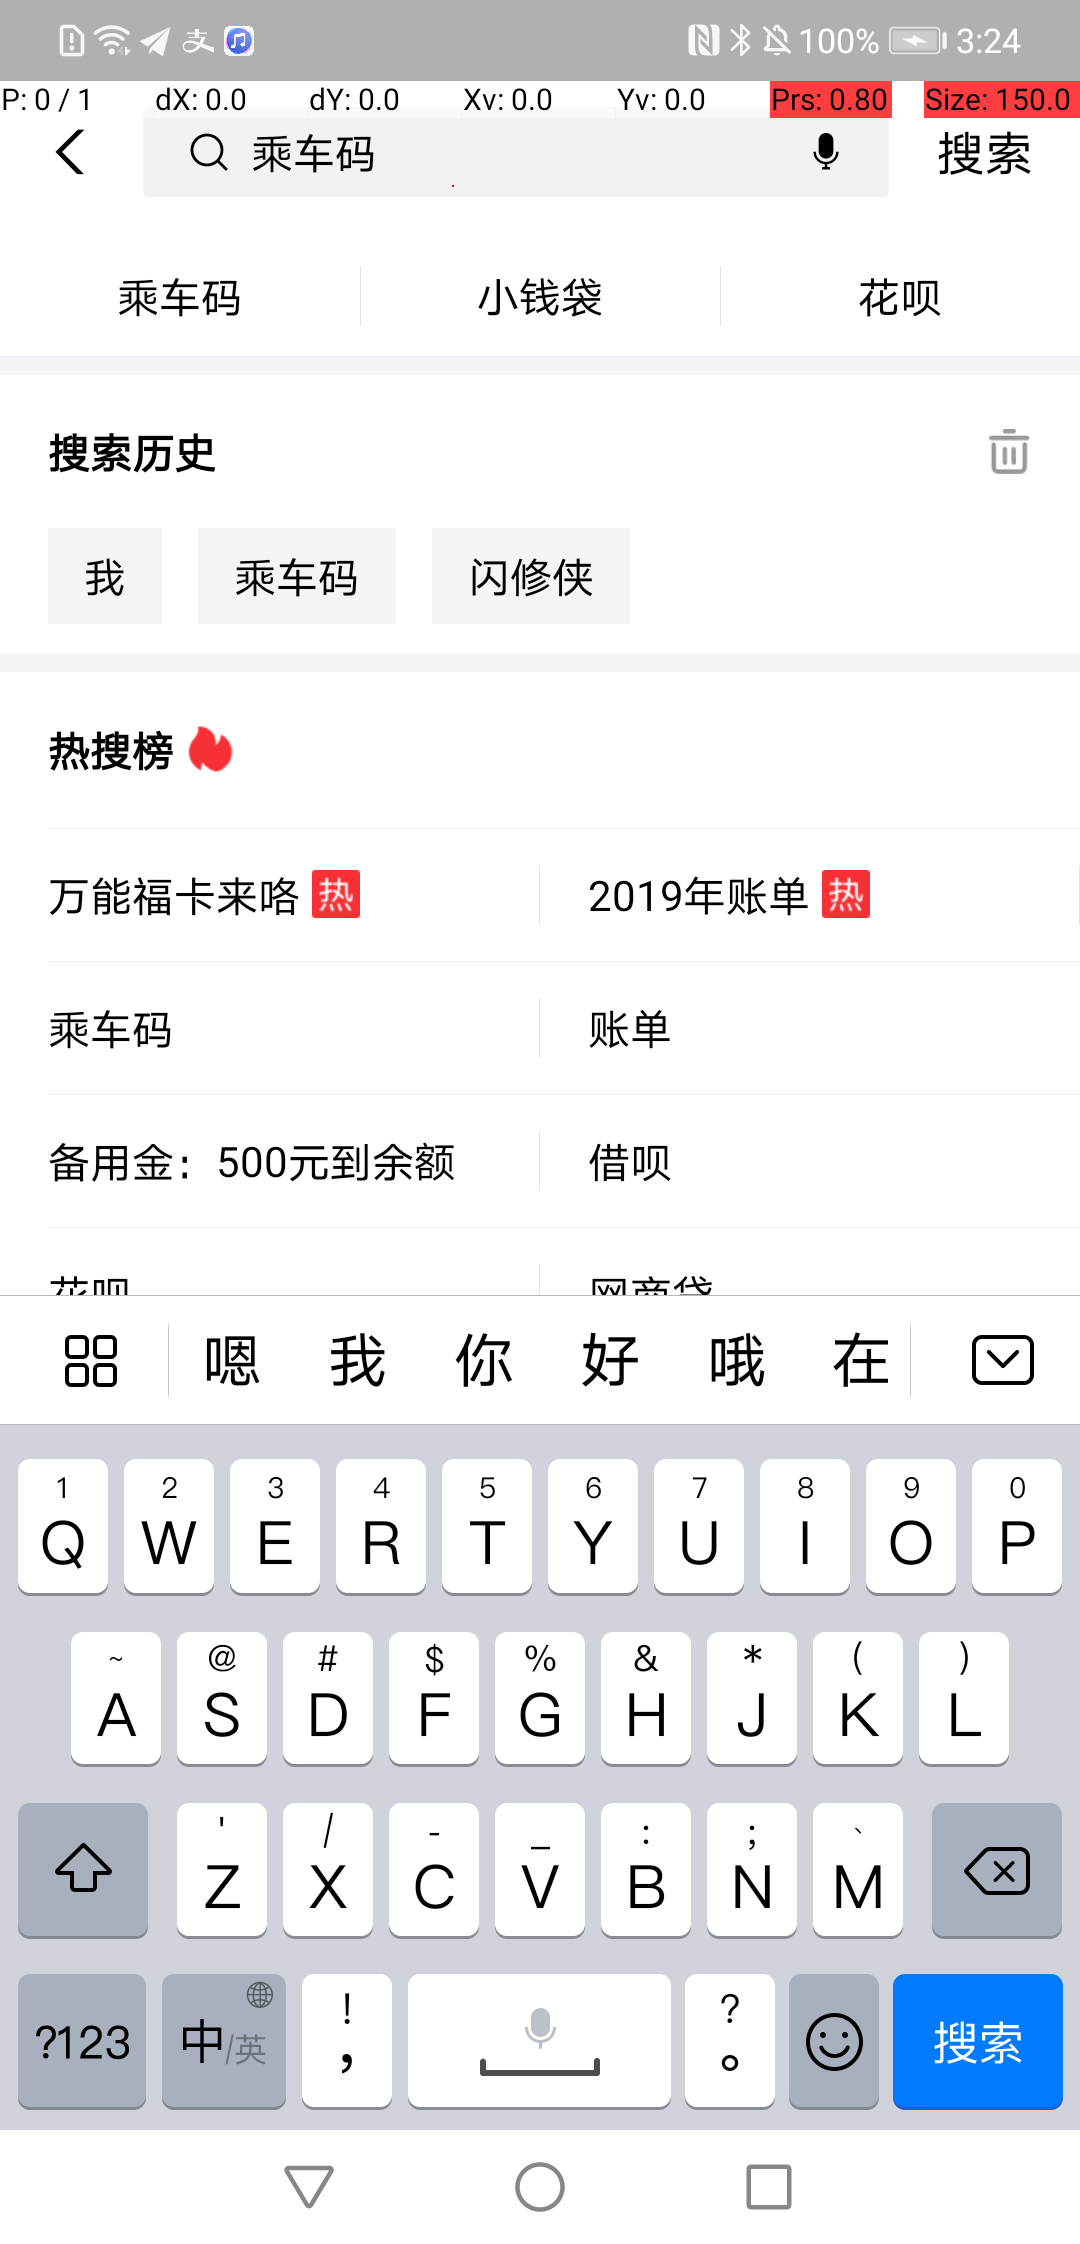 100% 3:24
P: 0 / 1 dX: 0.0 dY: 0.0 Xv: 0.0 Yv: 0.0 Prs: 0.80 Size: 150.0
乘车码 搜索
乘车码 小钱袋 花呗
搜索历史
我 乘车码 闪修侠
热搜榜
万能福卡来咯 热 2019年账单 热
乘车码 账单
备用金：500元到余额 借呗
花呗 网商贷
嗯 我 你 好 哦 在
1 2 3 4 5 6 7 8 9 0
Q W E R T Y U I O P
~ @ # $ % & * ( )
A S D F G H J K L
' / - _ : ; 、
Z X C V B N M
! ?
?123 中/英 , 。 搜索